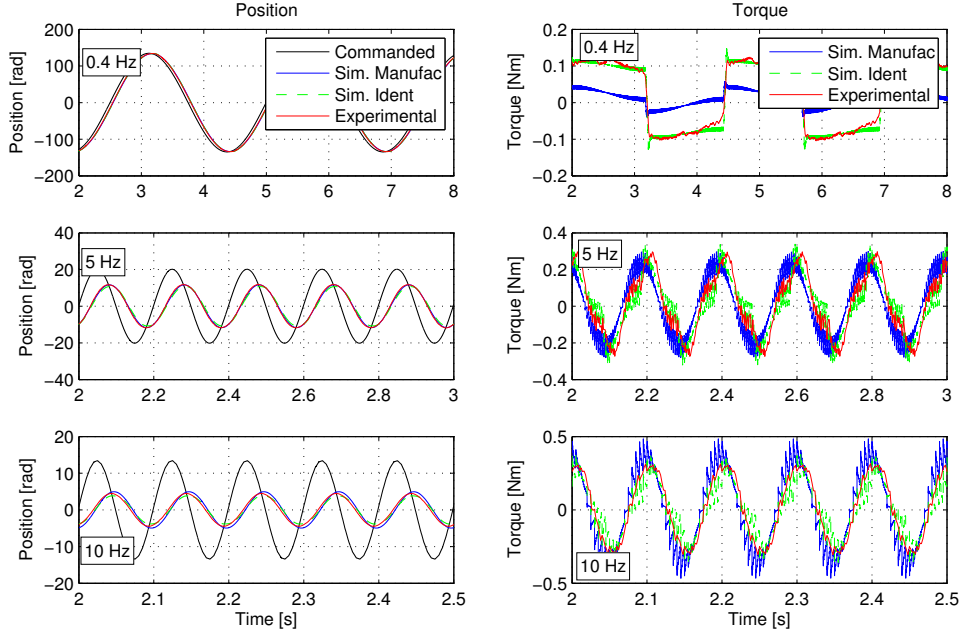 Position
Torque
200
100
0
−100
−200
Position [rad]
0.4 Hz
Commanded
Sim. Manufac
Sim. Ident
Experimental
2 3 4 5 6 7 8
0.2
0.1
0
−0.1
−0.2
Torque [Nm]
0.4 Hz
Sim. Manufac
Sim. Ident
Experimental
2 3 4 5 6 7 8
40
20
0
−20
−40
Position [rad]
5 Hz
2 2.2 2.4 2.6 2.8 3
0.4
0.2
0
−0.2
−0.4
Torque [Nm]
5 Hz
2 2.2 2.4 2.6 2.8 3
20
10
0
−10
−20
Position [rad]
10 Hz
2 2.1 2.2 2.3 2.4 2.5
Time [s]
0.5
0
−0.5
Torque [Nm]
10 Hz
2 2.1 2.2 2.3 2.4 2.5
Time [s]